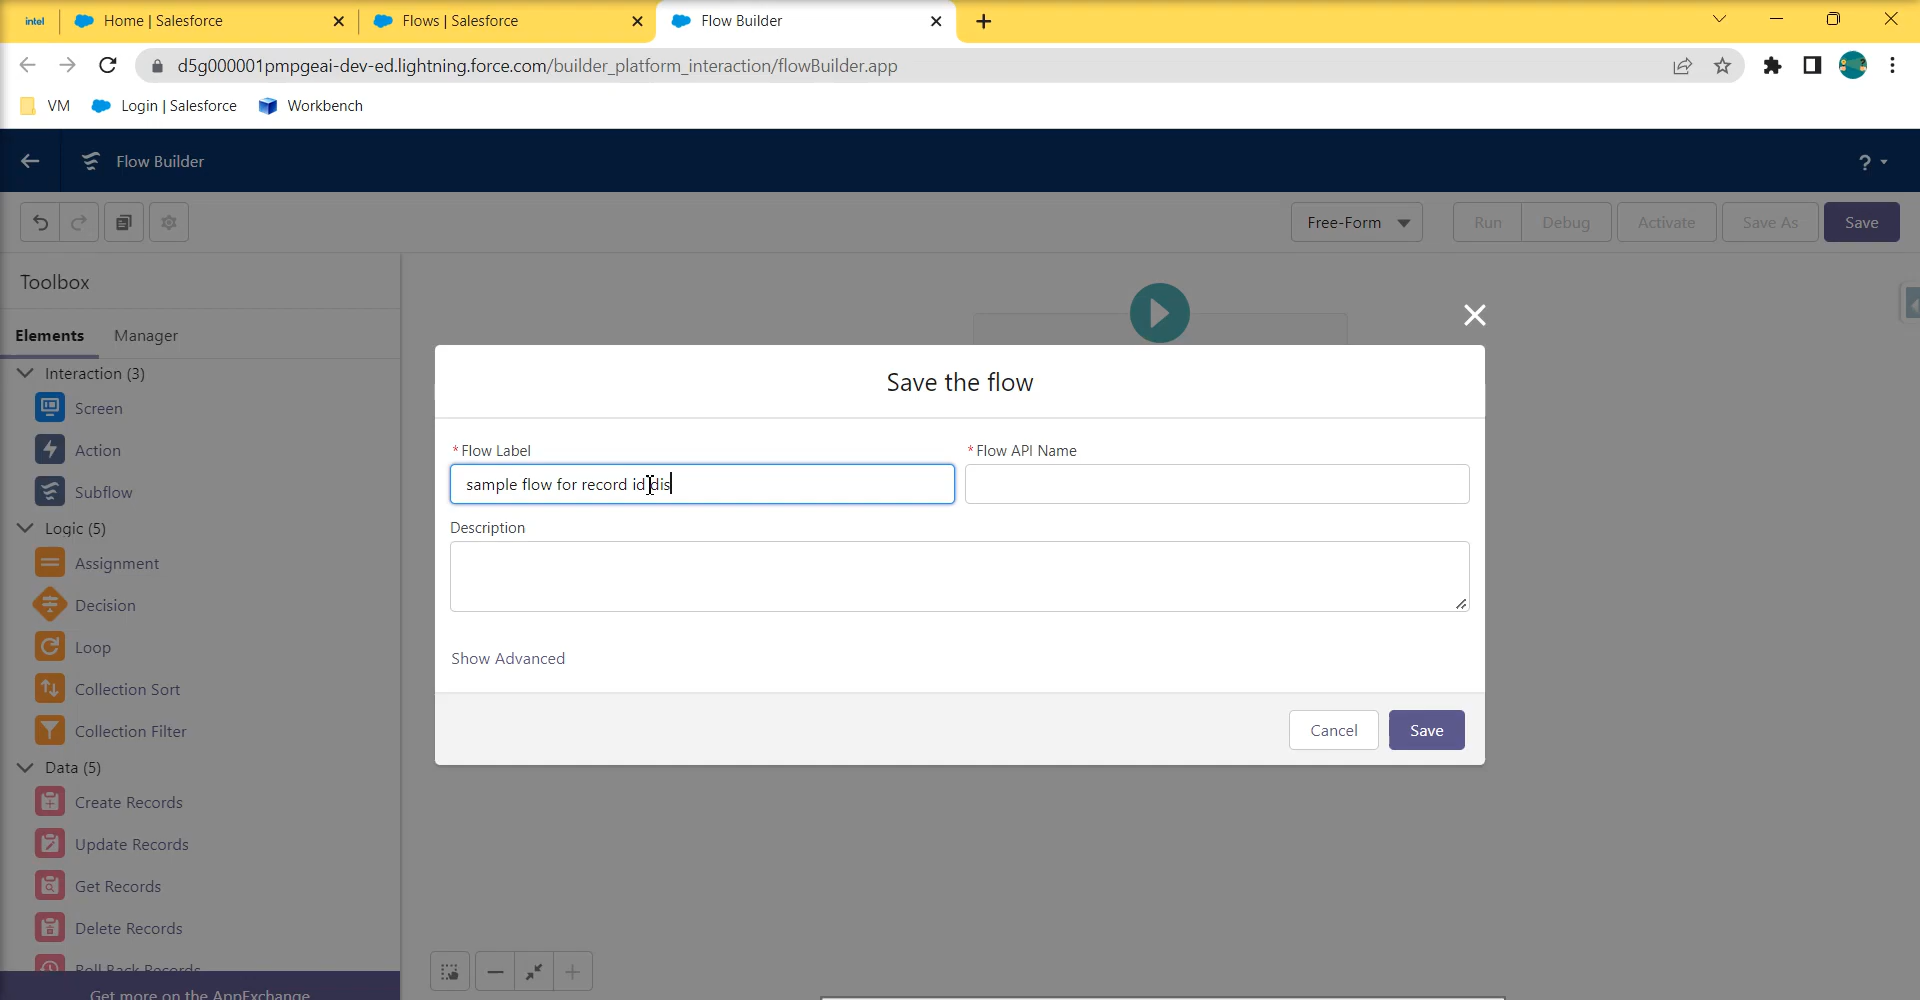 intel
Home | Salesforce
Flows | Salesforce
Flow Builder
d5g000001pmpgeai-dev-ed.lightning.force.com/builder_platform_interaction/flowBuilder.app
VM
Login | Salesforce
Workbench
Flow Builder
?
Free-Form
Run
Debug
Activate
Save As
Save
Toolbox
Elements
Manager
Interaction (3)
Screen
Action
Subflow
Logic (5)
Assignment
Decision
Loop
Collection Sort
Collection Filter
Data (5)
Create Records
Update Records
Get Records
Delete Records
Roll Back Records
Get more on the AppExchange
Save the flow
* Flow Label
sample flow for record id dis
* Flow API Name
Description
Show Advanced
Cancel
Save